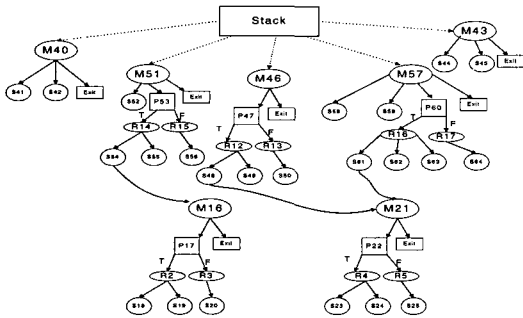 Stack
M40
M51
M46
M57
M43
S41
S42
Exit
S52
P53
Exit
P47
Exit
S58
S59
P60
Exit
S44
S45
Exit
T
F
R14
R15
T
F
R12
R13
T
F
R16
R17
S54
S55
S56
S48
S49
S50
S61
S62
S63
S64
M16
M21
P17
Exit
P22
Exit
T
F
R2
R3
T
F
R4
R5
S18
S19
S20
S23
S24
S25